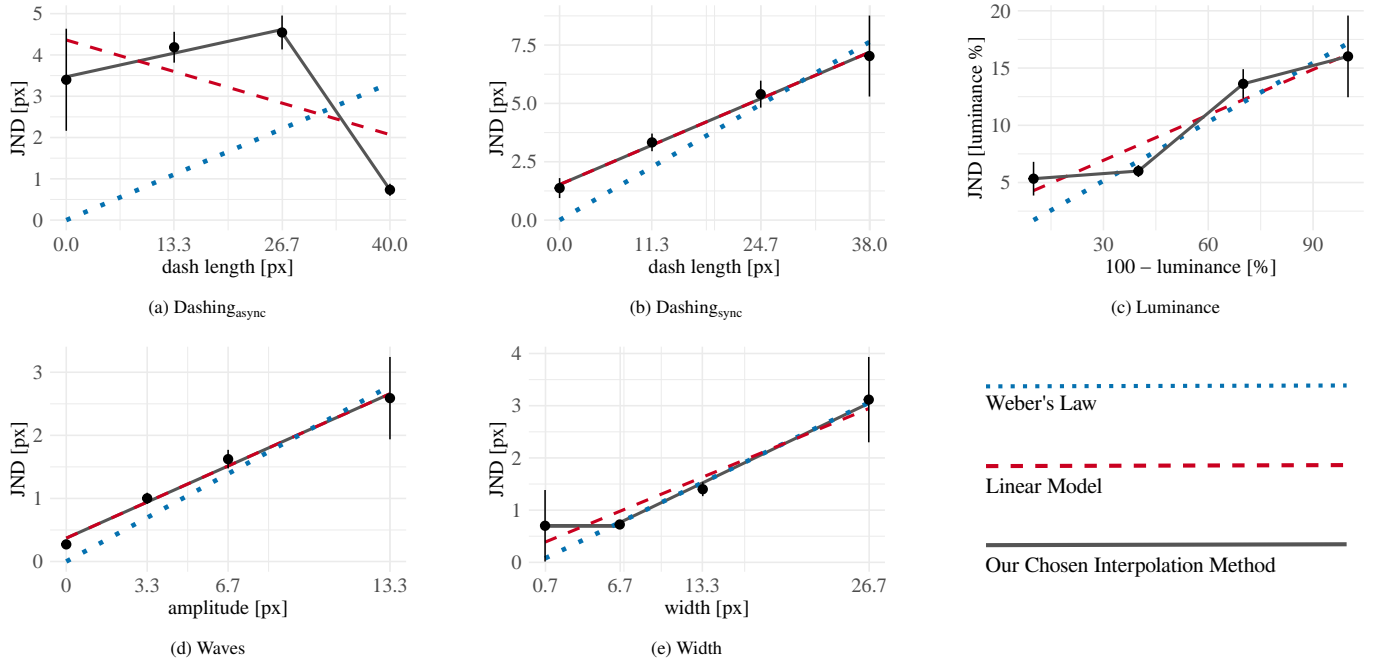 5
4
3
2
1
0
JND [px]
0.0 13.3 26.7 40.0
dash length [px]
(a) Dashing_async
7.5
5.0
2.5
0.0
JND [px]
0.0 11.3 24.7 38.0
dash length [px]
(b) Dashing_sync
20
15
10
5
JND [luminance %]
30 60 90
100 – luminance [%]
(c) Luminance
3
2
1
0
JND [px]
0 3.3 6.7 13.3
amplitude [px]
(d) Waves
4
3
2
1
0
JND [px]
0.7 6.7 13.3 26.7
width [px]
(e) Width
Weber's Law
Linear Model
Our Chosen Interpolation Method